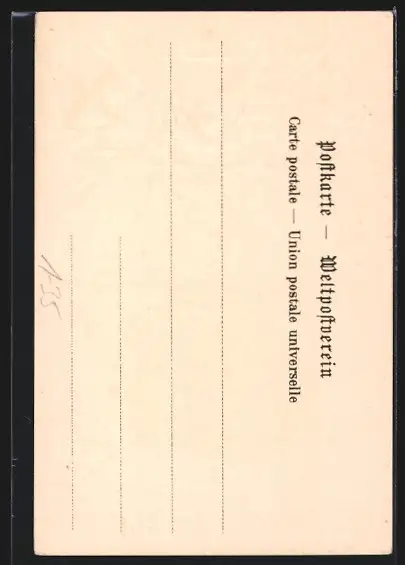 Postkarte — Weltpostverein
Carte postale — Union postale universelle
1-35